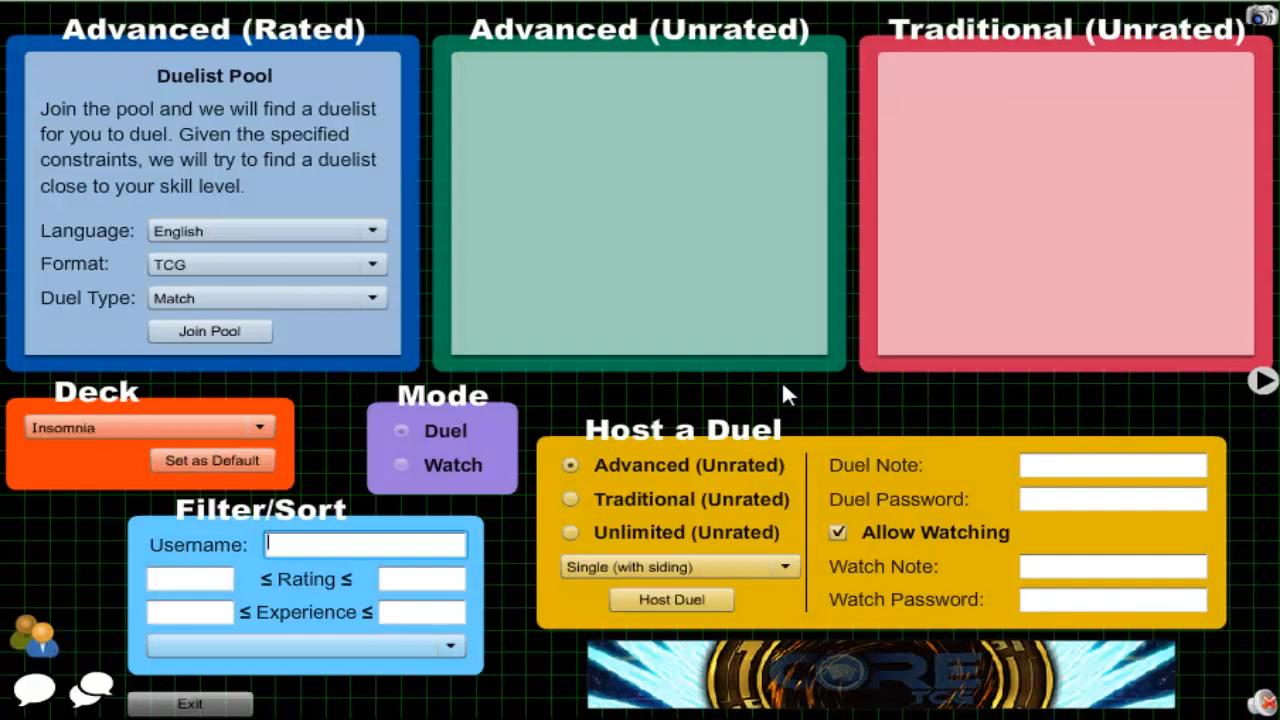 Advanced (Rated)
Duelist Pool
Join the pool and we will find a duelist
for you to duel. Given the specified
constraints, we will try to find a duelist
close to your skill level.
Language: English
Format: TCG
Duel Type: Match
Join Pool
Advanced (Unrated)
Traditional (Unrated)
Deck
Insomnia
Set as Default
Mode
Duel
Watch
Filter/Sort
Username:
≤ Rating ≤
≤ Experience ≤
Exit
Host a Duel
Advanced (Unrated)
Traditional (Unrated)
Unlimited (Unrated)
Single (with siding)
Host Duel
Duel Note:
Duel Password:
Allow Watching
Watch Note:
Watch Password:
CORE
TCG